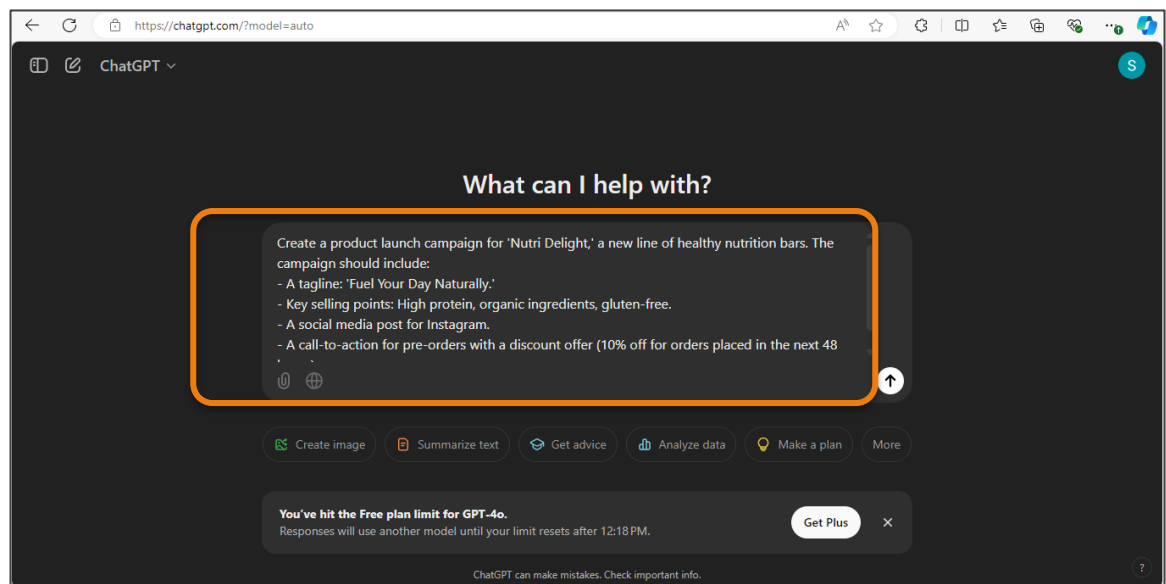 https://chatgpt.com/?model=auto
ChatGPT
S
What can I help with?
Create a product launch campaign for 'Nutri Delight,' a new line of healthy nutrition bars. The
campaign should include:
- A tagline: 'Fuel Your Day Naturally.'
- Key selling points: High protein, organic ingredients, gluten-free.
- A social media post for Instagram.
- A call-to-action for pre-orders with a discount offer (10% off for orders placed in the next 48
Create image
Summarize text
Get advice
Analyze data
Make a plan
More
You've hit the Free plan limit for GPT-4o.
Responses will use another model until your limit resets after 12:18 PM.
Get Plus
ChatGPT can make mistakes. Check important info.
?